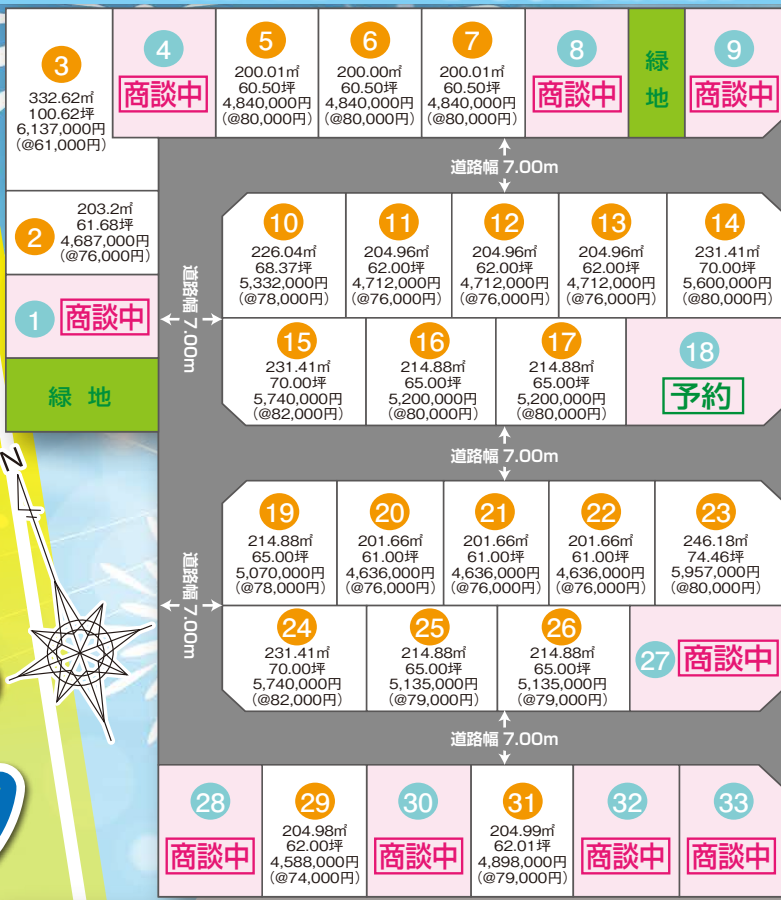 3
332.62㎡
100.62坪
6,137,000円
(@61,000円)
4
商談中
5
200.01㎡
60.50坪
4,840,000円
(@80,000円)
6
200.00㎡
60.50坪
4,840,000円
(@80,000円)
7
200.01㎡
60.50坪
4,840,000円
(@80,000円)
8
商談中
緑地
9
商談中
道路幅 7.00m
2
203.2㎡
61.68坪
4,687,000円
(@76,000円)
1
商談中
緑地
道路幅 7.00m
10
226.04㎡
68.37坪
5,332,000円
(@78,000円)
11
204.96㎡
62.00坪
4,712,000円
(@76,000円)
12
204.96㎡
62.00坪
4,712,000円
(@76,000円)
13
204.96㎡
62.00坪
4,712,000円
(@76,000円)
14
231.41㎡
70.00坪
5,600,000円
(@80,000円)
15
231.41㎡
70.00坪
5,740,000円
(@82,000円)
16
214.88㎡
65.00坪
5,200,000円
(@80,000円)
17
214.88㎡
65.00坪
5,200,000円
(@80,000円)
18
予約
道路幅 7.00m
N
道路幅 7.00m
19
214.88㎡
65.00坪
5,070,000円
(@78,000円)
20
201.66㎡
61.00坪
4,636,000円
(@76,000円)
21
201.66㎡
61.00坪
4,636,000円
(@76,000円)
22
201.66㎡
61.00坪
4,636,000円
(@76,000円)
23
246.18㎡
74.46坪
5,957,000円
(@80,000円)
24
231.41㎡
70.00坪
5,740,000円
(@82,000円)
25
214.88㎡
65.00坪
5,135,000円
(@79,000円)
26
214.88㎡
65.00坪
5,135,000円
(@79,000円)
27
商談中
道路幅 7.00m
28
商談中
29
204.98㎡
62.00坪
4,588,000円
(@74,000円)
30
商談中
31
204.99㎡
62.01坪
4,898,000円
(@79,000円)
32
商談中
33
商談中